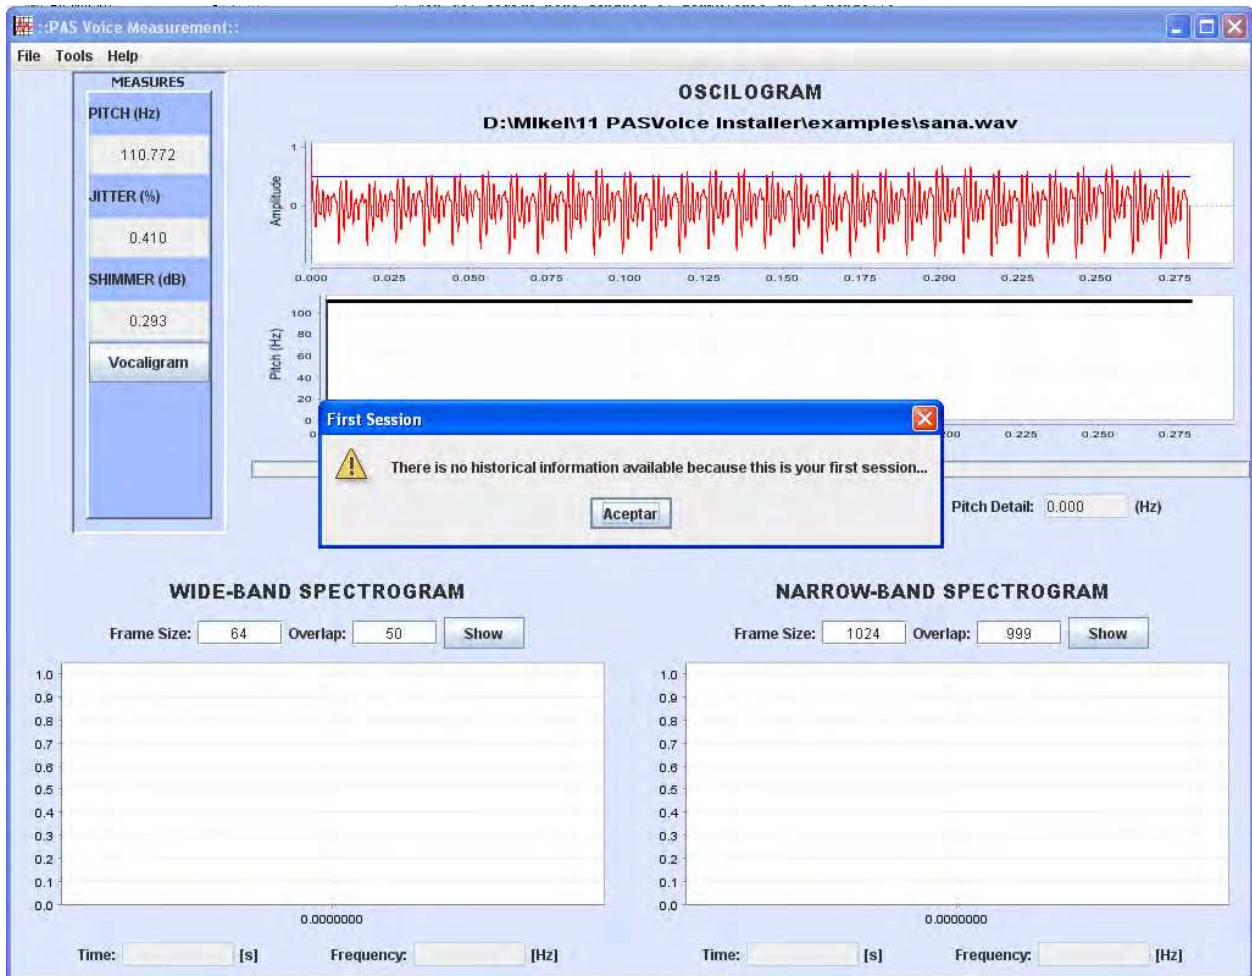 ::PAS Voice Measurement::
File Tools Help
MEASURES
PITCH (Hz)
110.772
JITTER (%)
0.410
SHIMMER (dB)
0.293
Vocaligram
OSCILOGRAM
D:\Mikel\11 PASVoice Installer\examples\sana.wav
Amplitude
1
0
0.000 0.025 0.050 0.075 0.100 0.125 0.150 0.175 0.200 0.225 0.250 0.275
Pitch (Hz)
100
80
60
40
20
0
0.225 0.250 0.275
First Session
There is no historical information available because this is your first session...
Aceptar
Pitch Detail: 0.000 (Hz)
WIDE-BAND SPECTROGRAM
Frame Size: 64 Overlap: 50 Show
1.0
0.9
0.8
0.7
0.6
0.5
0.4
0.3
0.2
0.1
0.0
0.0000000
Time: [s] Frequency: [Hz]
NARROW-BAND SPECTROGRAM
Frame Size: 1024 Overlap: 999 Show
1.0
0.9
0.8
0.7
0.6
0.5
0.4
0.3
0.2
0.1
0.0
0.0000000
Time: [s] Frequency: [Hz]